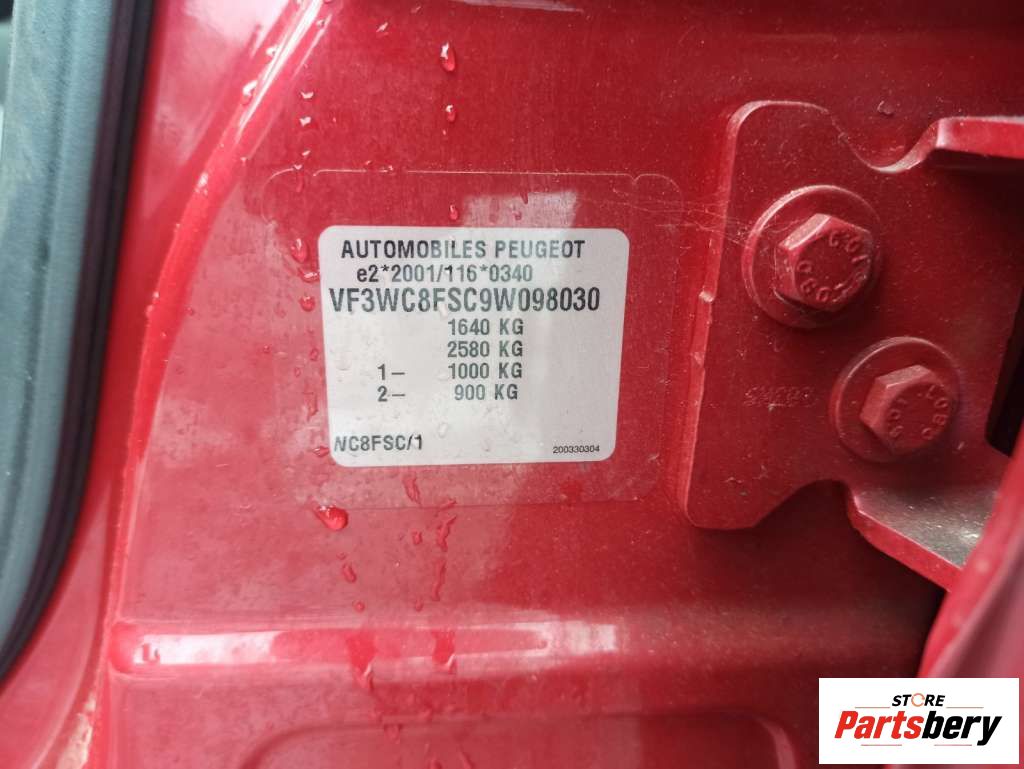 AUTOMOBILES PEUGEOT
e2*2001/116*0340
VF3WC8FSC9W098030
1640 KG
2580 KG
1- 1000 KG
2- 900 KG
WC8FSC/1
200330304
STORE
Partsbery